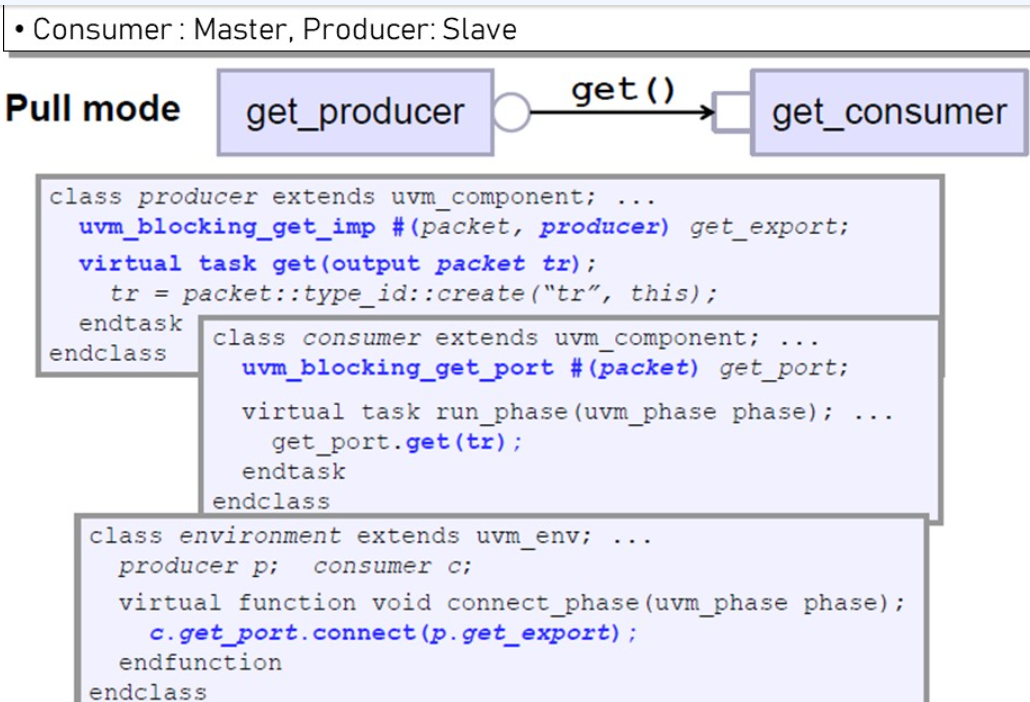 • Consumer : Master, Producer: Slave
Pull mode
get_producer
get()
get_consumer
class producer extends uvm_component; ...
uvm_blocking_get_imp #(packet, producer) get_export;
virtual task get(output packet tr);
tr = packet::type_id::create(“tr”, this);
endtask
endclass
class consumer extends uvm_component; ...
uvm_blocking_get_port #(packet) get_port;
virtual task run_phase(uvm_phase phase); ...
get_port.get(tr);
endtask
endclass
class environment extends uvm_env; ...
producer p;  consumer c;
virtual function void connect_phase(uvm_phase phase);
c.get_port.connect(p.get_export);
endfunction
endclass